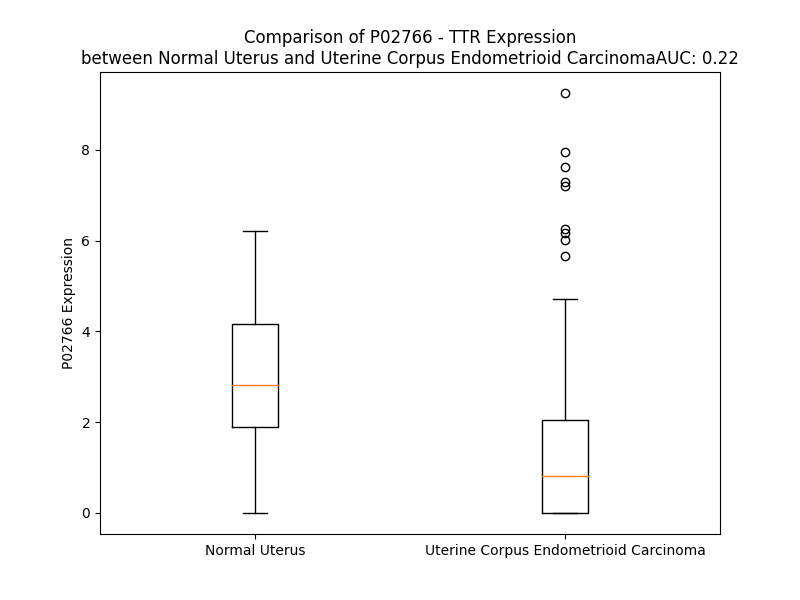 Comparison of P02766 - TTR Expression
between Normal Uterus and Uterine Corpus Endometrioid CarcinomaAUC: 0.22
P02766 Expression
8
6
4
2
0
Normal Uterus
Uterine Corpus Endometrioid Carcinoma